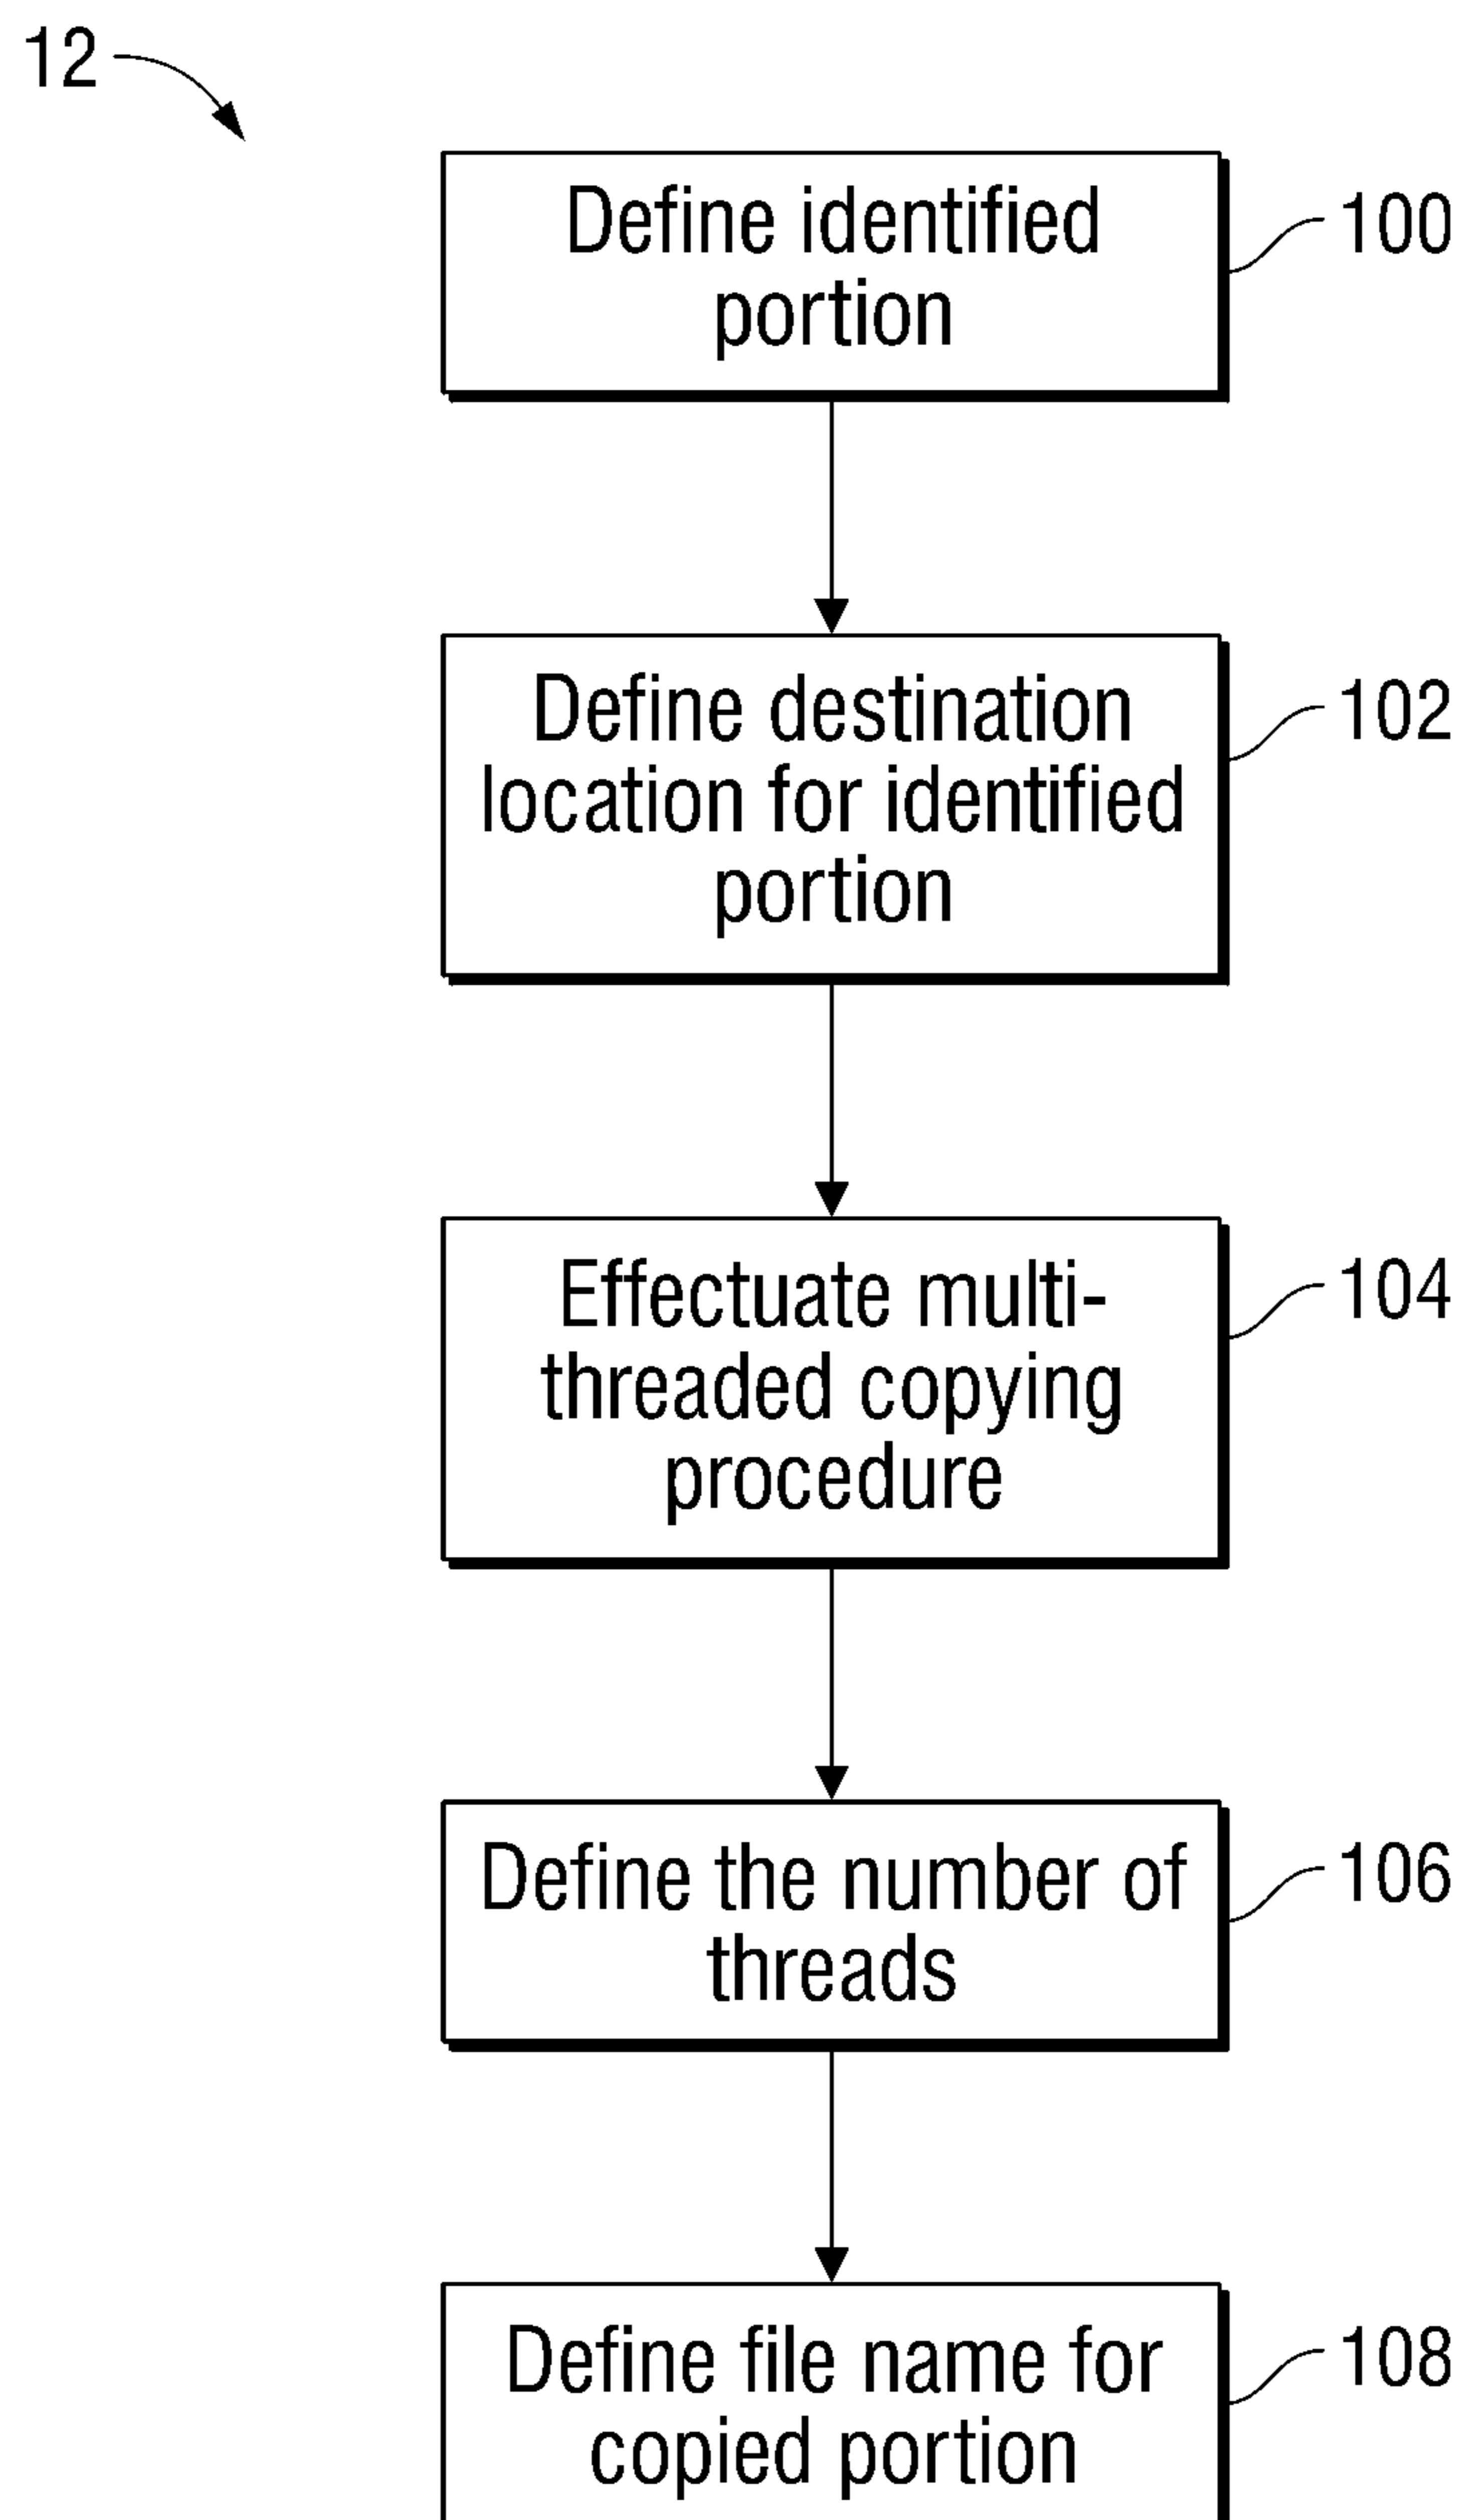 12
Define identified
portion
100
Define destination
location for identified
portion
102
Effectuate multi-
threaded copying
procedure
104
Define the number of
threads
106
Define file name for
copied portion
108